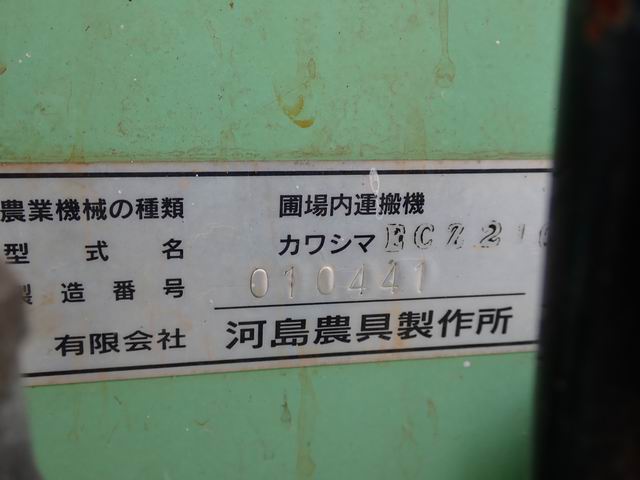 農業機械の種類 圃場内運搬機
型式名 カワシマ
製造番号 010441
有限会社 河島農具製作所